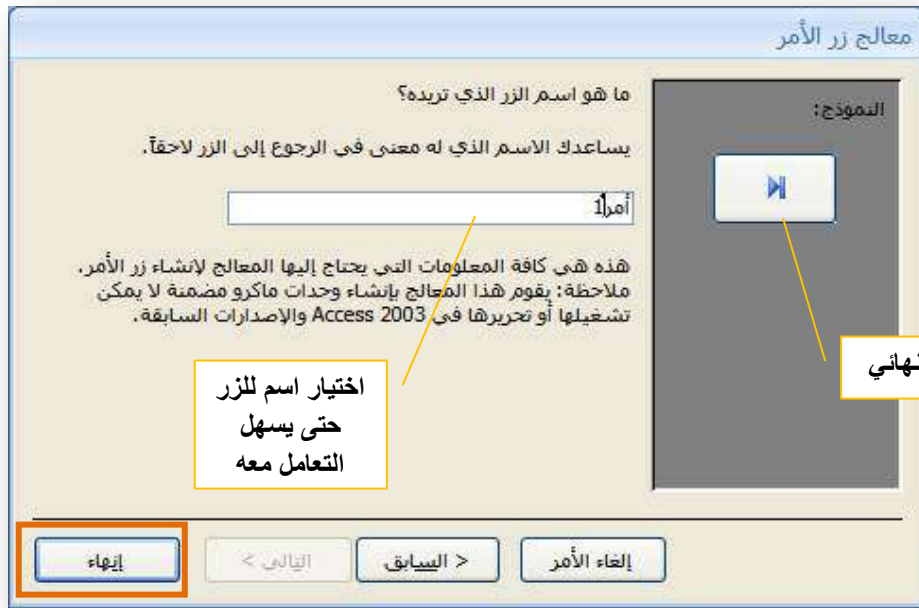 معالج زر الأمر
النموذج:
ما هو اسم الزر الذي تريده؟
يساعدك الاسم الذي له معنى في الرجوع إلى الزر لاحقاً.
أمر1
هذه هي كافة المعلومات التي يحتاج إليها المعالج لإنشاء زر الأمر.
ملاحظة: يقوم هذا المعالج بإنشاء وحدات ماكرو مضمنة لا يمكن
تشغيلها أو تحريرها في Access 2003 والإصدارات السابقة.
اختيار اسم للزر
حتى يسهل
التعامل معه
إلغاء الأمر
< السابق
التالي >
إنهاء